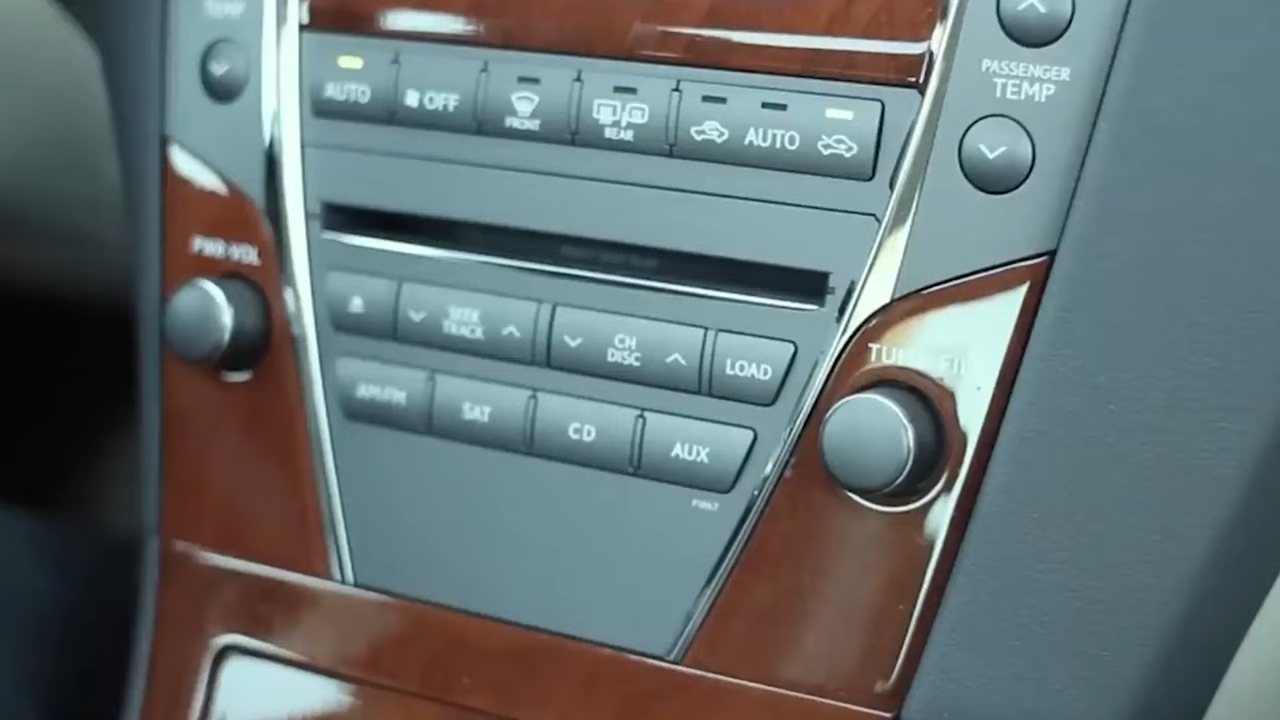 TEMP
AUTO
OFF
FRONT
REAR
AUTO
PASSENGER
TEMP
PWR·VOL
SEEK
TRACK
CH
DISC
LOAD
AM·FM
SAT
CD
AUX